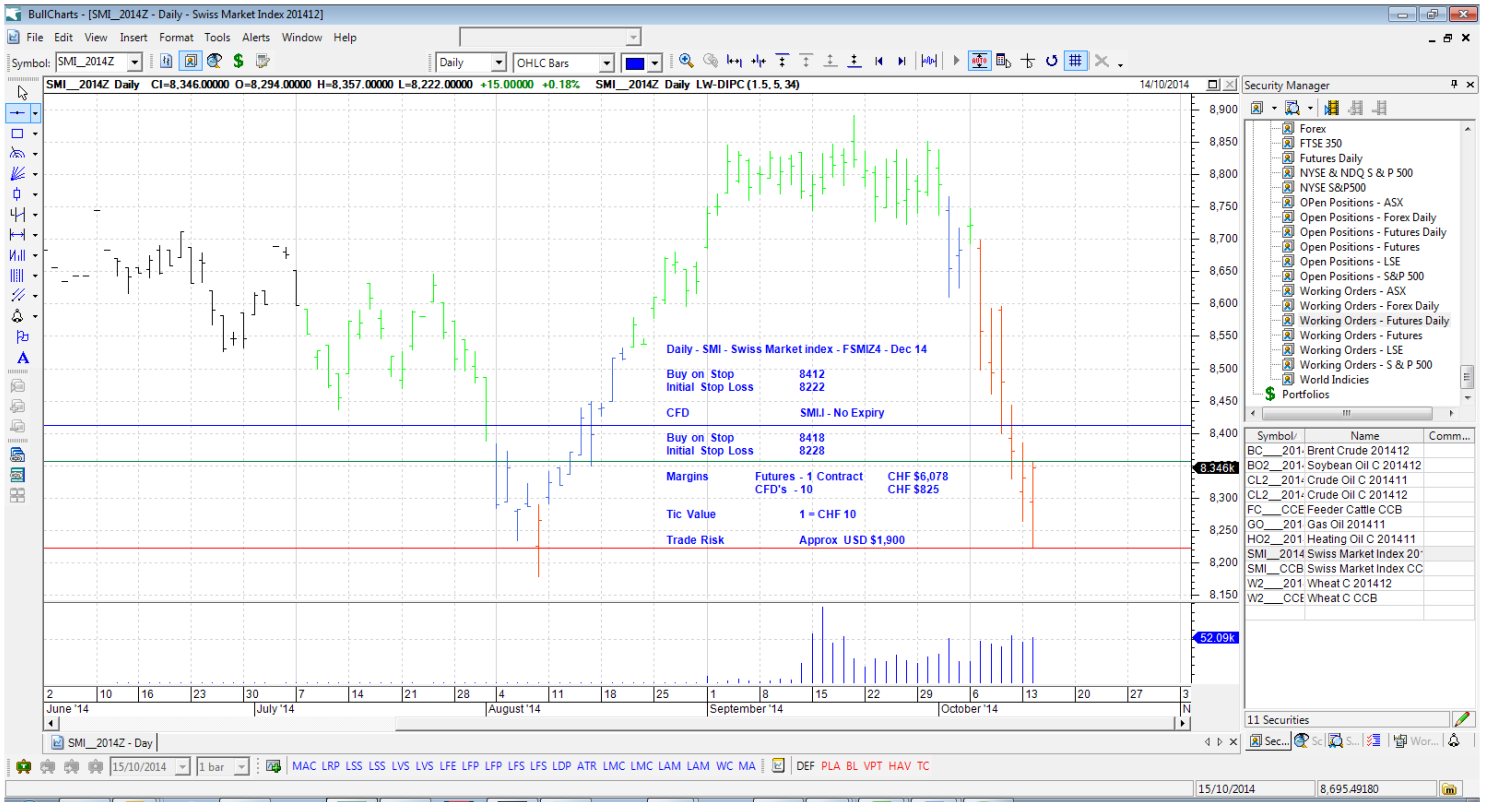 BullCharts - [SMI__2014Z - Daily - Swiss Market Index 201412]
File Edit View Insert Format Tools Alerts Window Help
Symbol: SMI__2014Z
Daily OHLC Bars
SMI__2014Z Daily Cl=8,346.00000 O=8,294.00000 H=8,357.00000 L=8,222.00000 +15.00000 +0.18% SMI__2014Z Daily LW-DIPC (1.5, 5, 34) 14/10/2014
8,900
8,850
8,800
8,750
8,700
8,650
8,600
8,550
8,500
8,450
8,400
8.346k
8,300
8,250
8,200
8,150
52.09k
Daily - SMI - Swiss Market index - FSMIZ4 - Dec 14
Buy on Stop 8412
Initial Stop Loss 8222
CFD SMI.I - No Expiry
Buy on Stop 8418
Initial Stop Loss 8228
Margins Futures - 1 Contract CHF $6,078
CFD's - 10 CHF $825
Tic Value 1 = CHF 10
Trade Risk Approx USD $1,900
2 10 16 23 30 7 14 21 28 4 11 18 25 1 8 15 22 29 6 13 20 27 3
June '14 July '14 August '14 September '14 October '14 N
SMI__2014Z - Day
15/10/2014 1 bar MAC LRP LSS LSS LVS LVS LFE LFP LFP LFS LFS LDP ATR LMC LMC LAM LAM WC MA DEF PLA BL VPT HAV TC
Security Manager
Forex
FTSE 350
Futures Daily
NYSE & NDQ S & P 500
NYSE S&P500
OPen Positions - ASX
Open Positions - Forex Daily
Open Positions - Futures Daily
Open Positions - Futures
Open Positions - LSE
Open Positions - S&P 500
Working Orders - ASX
Working Orders - Forex Daily
Working Orders - Futures Daily
Working Orders - Futures
Working Orders - LSE
Working Orders - S & P 500
World Indicies
$ Portfolios
Symbol Name Comm...
BC___201 Brent Crude 201412
BO2__201 Soybean Oil C 201412
CL2__2014 Crude Oil C 201411
CL2__2014 Crude Oil C 201412
FC___CCE Feeder Cattle CCB
GO___201 Gas Oil 201411
HO2__201 Heating Oil C 201411
SMI__2014 Swiss Market Index 20
SMI__CCB Swiss Market Index CC
W2___201 Wheat C 201412
W2___CCE Wheat C CCB
11 Securities
Sec... Sc S... Wor...
15/10/2014 8,695.49180